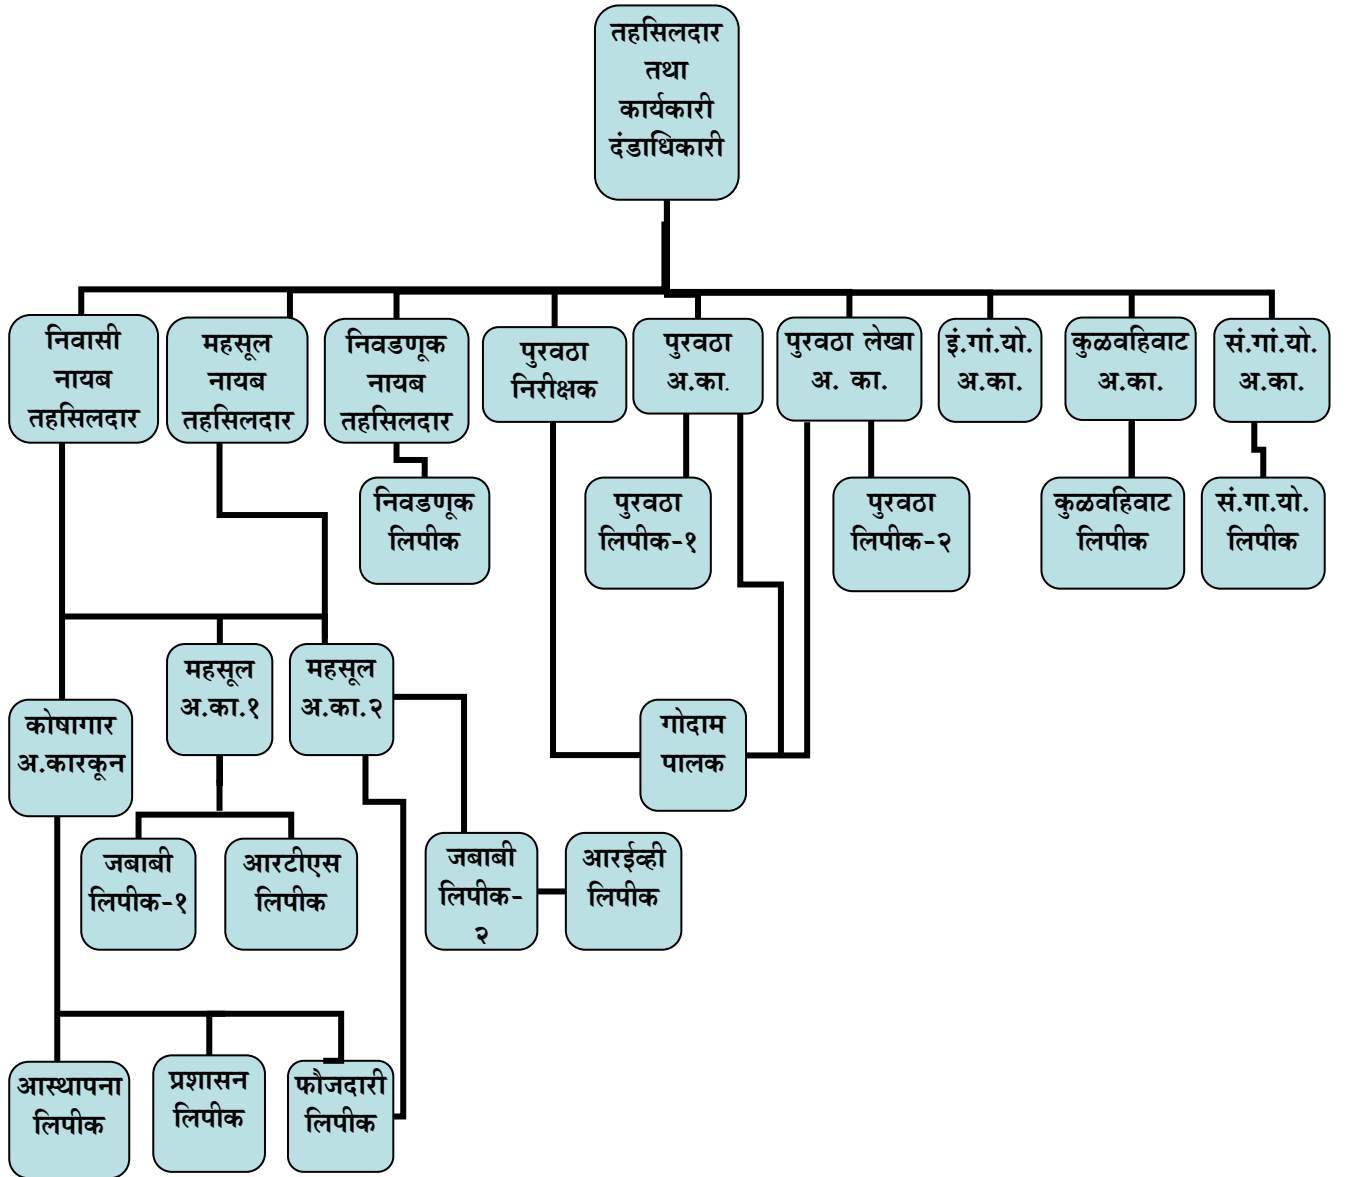 तहसिलदार
तथा
कार्यकारी
दंडाधिकारी
निवासी
नायब
तहसिलदार
महसूल
नायब
तहसिलदार
निवडणूक
नायब
तहसिलदार
पुरवठा
निरीक्षक
पुरवठा
अ.का.
पुरवठा लेखा
अ. का.
इं.गां.यो.
अ.का.
कुळवहिवाट
अ.का.
सं.गां.यो.
अ.का.
निवडणूक
लिपीक
पुरवठा
लिपीक-१
पुरवठा
लिपीक-२
कुळवहिवाट
लिपीक
सं.गा.यो.
लिपीक
महसूल
अ.का.१
महसूल
अ.का.२
कोषागार
अ.कारकून
गोदाम
पालक
जबाबी
लिपीक-१
आरटीएस
लिपीक
जबाबी
लिपीक-
२
आरईव्ही
लिपीक
आस्थापना
लिपीक
प्रशासन
लिपीक
फौजदारी
लिपीक